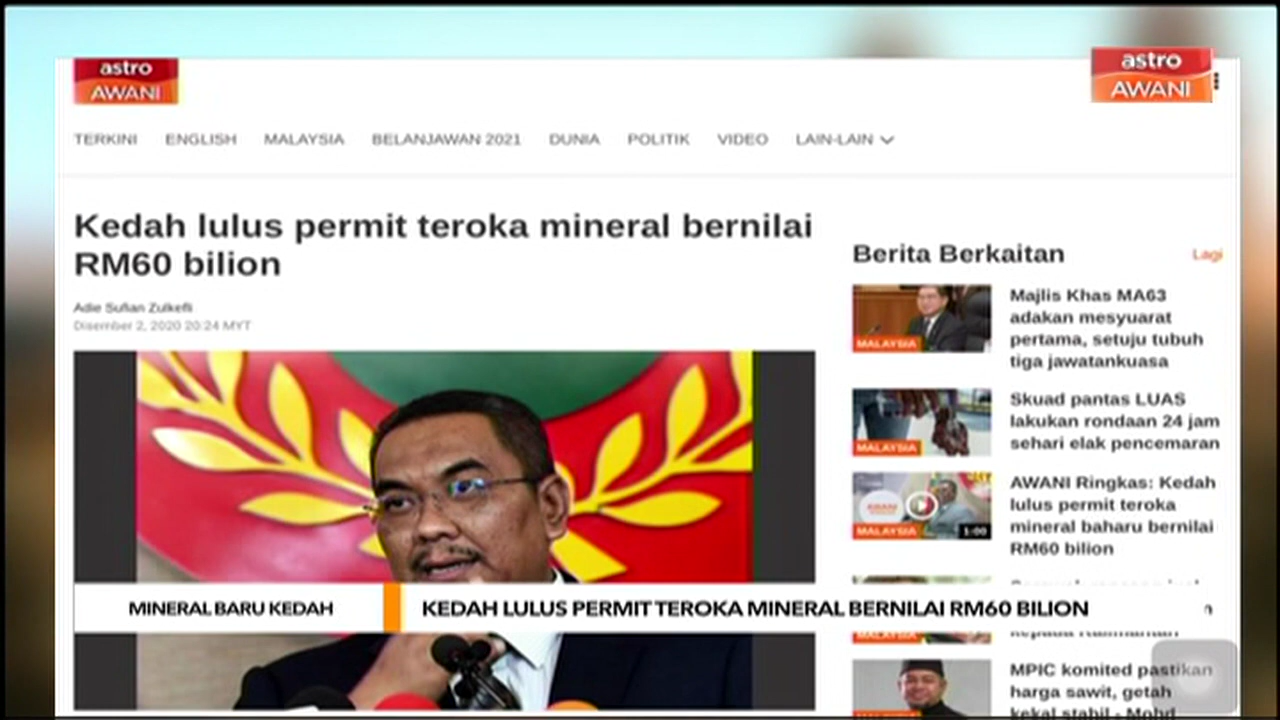 astro
AWANI
astro
AWANI
TERKINI ENGLISH MALAYSIA BELANJAWAN 2021 DUNIA POLITIK VIDEO LAIN-LAIN
Kedah lulus permit teroka mineral bernilai
RM60 bilion
Adie Sufian Zulkefli
Disember 2, 2020 20:24 MYT
Berita Berkaitan
Lagi
MALAYSIA
Majlis Khas MA63
adakan mesyuarat
pertama, setuju tubuh
tiga jawatankuasa
MALAYSIA
Skuad pantas LUAS
lakukan rondaan 24 jam
sehari elak pencemaran
MALAYSIA
1:00
AWANI Ringkas: Kedah
lulus permit teroka
mineral baharu bernilai
RM60 bilion
MINERAL BARU KEDAH
KEDAH LULUS PERMIT TEROKA MINERAL BERNILAI RM60 BILION
MALAYSIA
kepada Kalimantan
MPIC komited pastikan
harga sawit, getah
kekal stabil - Mohd